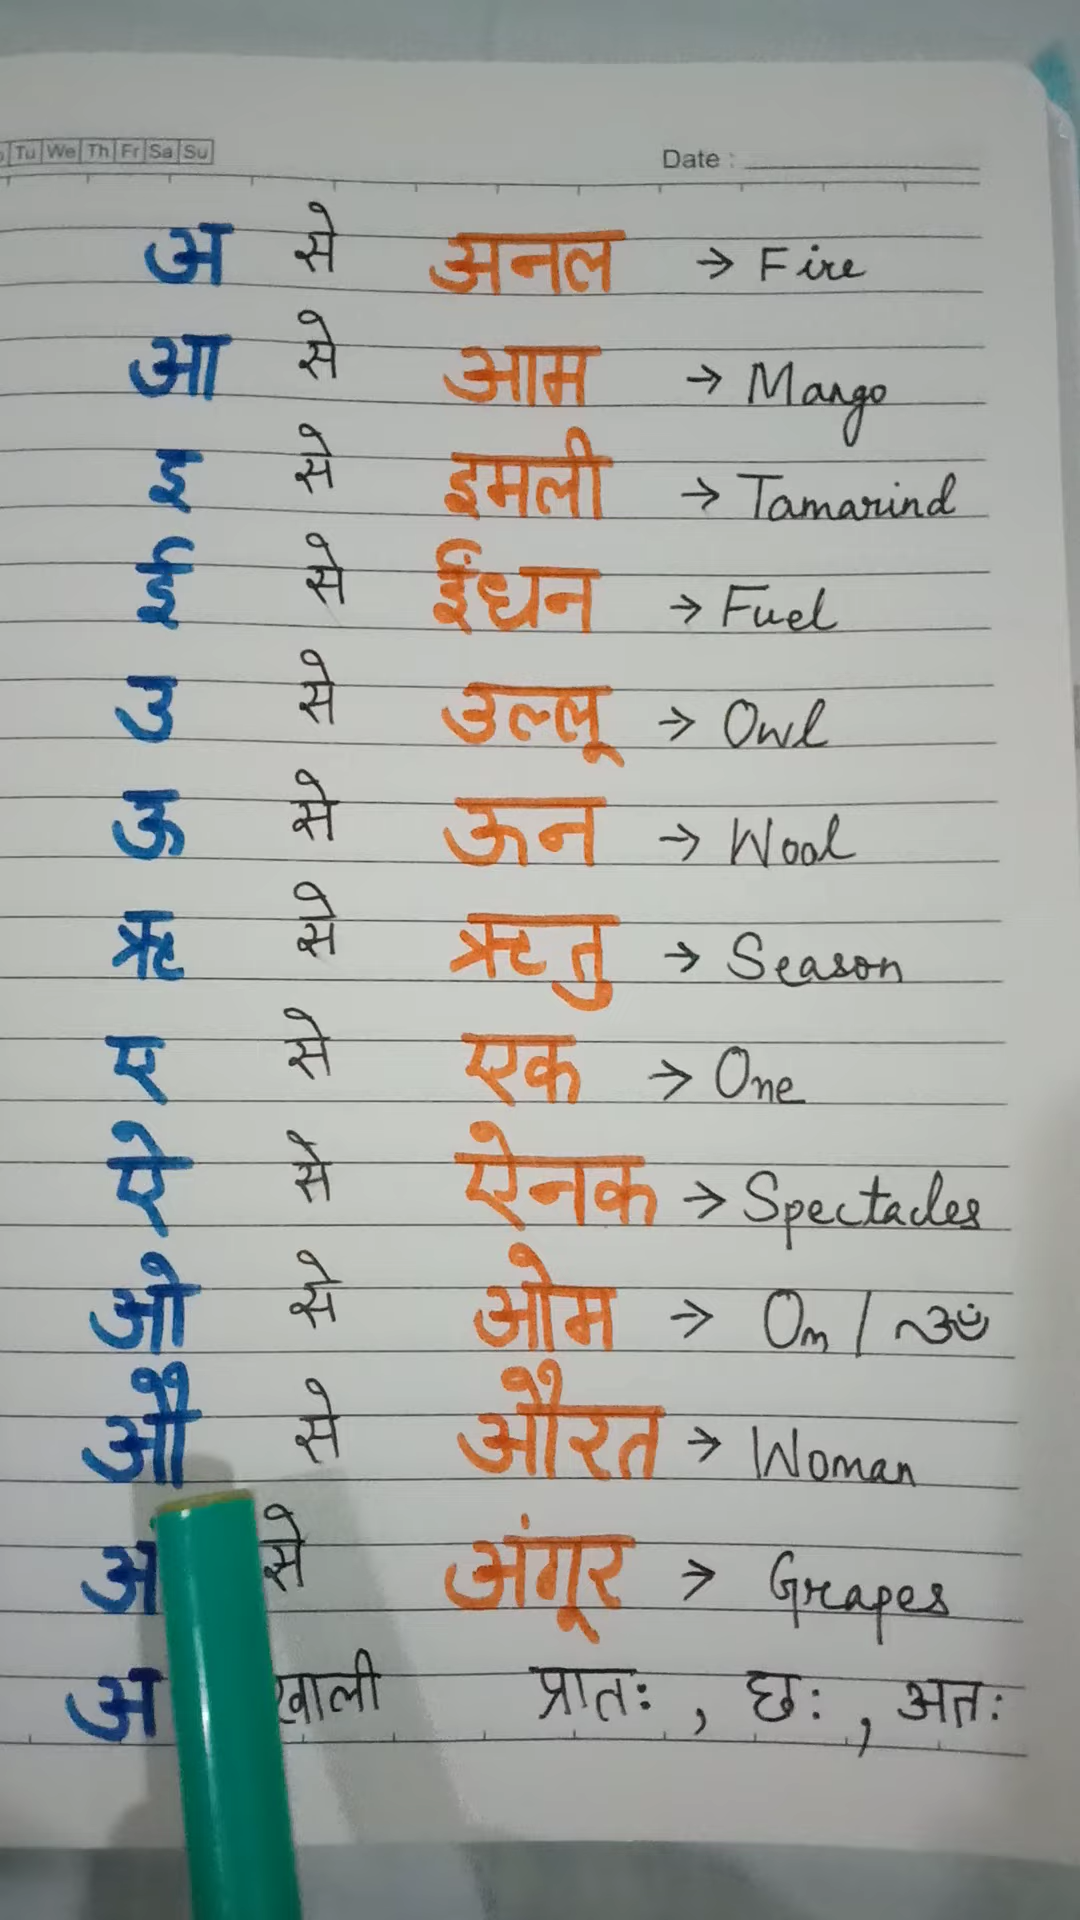 Tu We Th Fr Sa Su Date :
अ से अनल → Fire
आ से आम → Mango
इ से इमली → Tamarind
ई से ईंधन → Fuel
उ से उल्लू → Owl
ऊ से ऊन → Wool
ऋ से ऋतु → Season
ए से एक → One
ऐ से ऐनक → Spectacles
ओ से ओम → Om / ॐ
औ से औरत → Woman
से अंगूर → Grapes
खाली प्रातः , छः , अतः